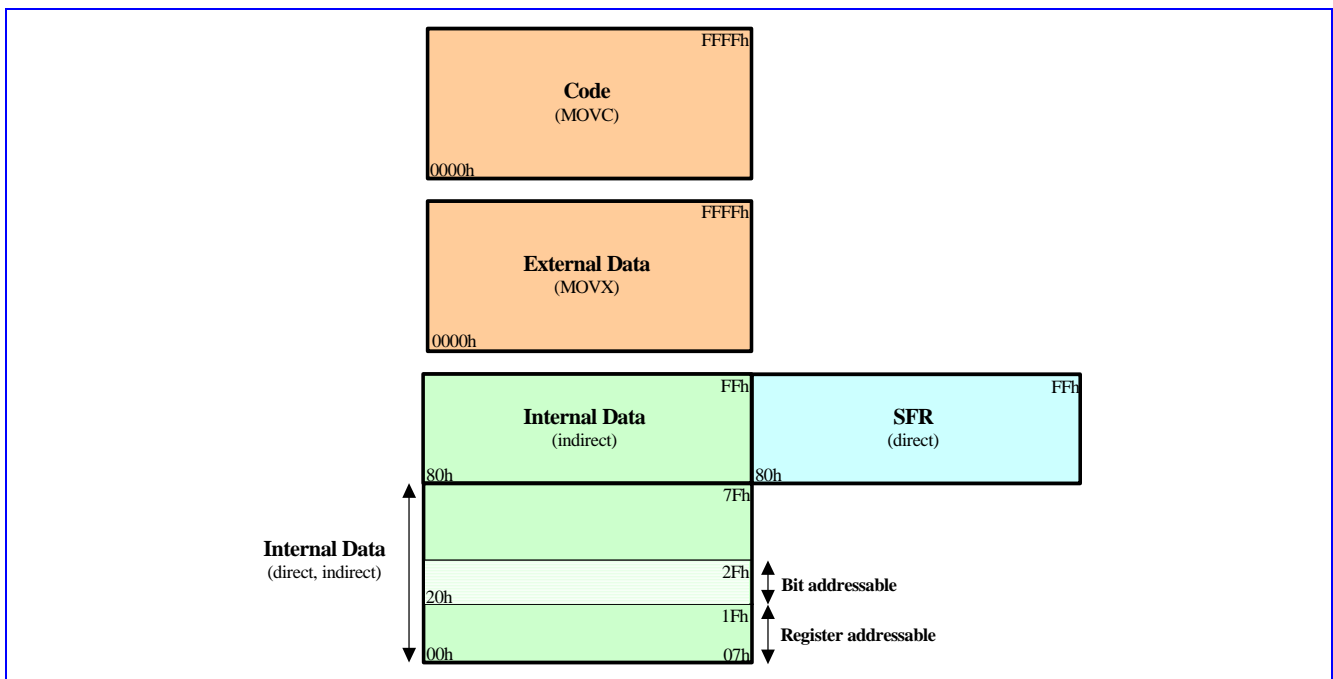 FFFFh
Code
(MOVC)
0000h
FFFFh
External Data
(MOVX)
0000h
FFh
Internal Data
(indirect)
80h
FFh
SFR
(direct)
80h
7Fh
Internal Data
(direct, indirect)
2Fh
Bit addressable
20h
1Fh
Register addressable
00h
07h